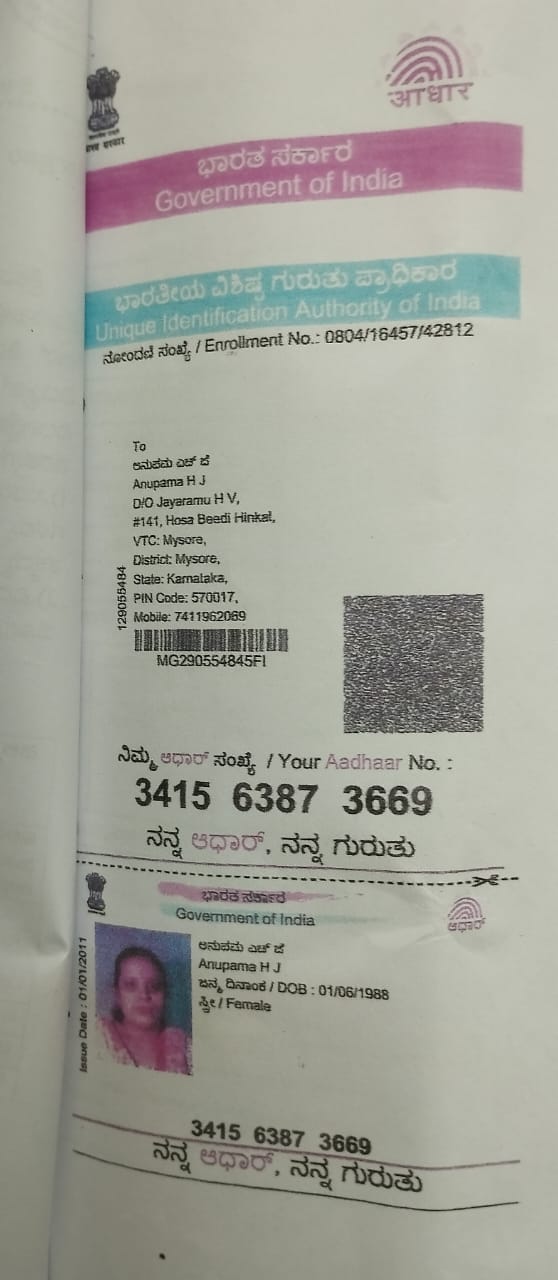 आधार
भारत सरकार
ಭಾರತ ಸರ್ಕಾರ
Government of India
ಭಾರತೀಯ ವಿಶಿಷ್ಟ ಗುರುತು ಪ್ರಾಧಿಕಾರ
Unique Identification Authority of India
ನೋಂದಣಿ ಸಂಖ್ಯೆ / Enrollment No.: 0804/16457/42812
To
ಅನುಪಮ ಎಚ್ ಜೆ
Anupama H J
D/O Jayaramu H V,
#141, Hosa Beedi Hinkal,
VTC: Mysore,
District: Mysore,
State: Karnataka,
PIN Code: 570017,
Mobile: 7411962069
129055484
MG290554845FI
ನಿಮ್ಮ ಆಧಾರ್ ಸಂಖ್ಯೆ / Your Aadhaar No. :
3415 6387 3669
ನನ್ನ ಆಧಾರ್, ನನ್ನ ಗುರುತು
ಭಾರತ ಸರ್ಕಾರ
Government of India
ಆಧಾರ್
Issue Date : 01/01/2011
ಅನುಪಮ ಎಚ್ ಜೆ
Anupama H J
ಜನ್ಮ ದಿನಾಂಕ / DOB : 01/06/1988
ಸ್ತ್ರೀ / Female
3415 6387 3669
ನನ್ನ ಆಧಾರ್, ನನ್ನ ಗುರುತು